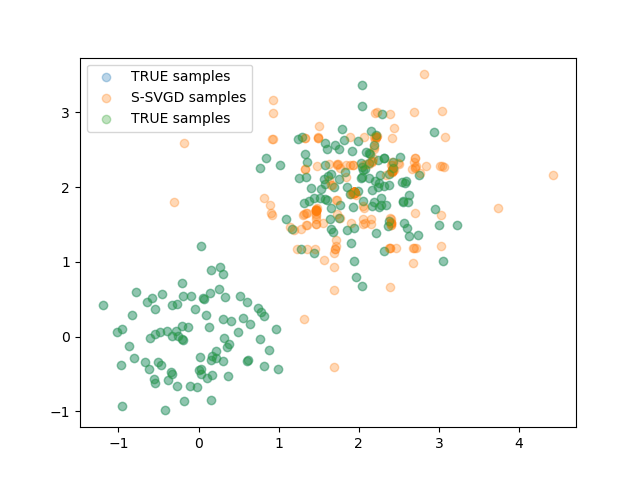 TRUE samples
S-SVGD samples
TRUE samples
3
2
1
0
−1
−1 0 1 2 3 4